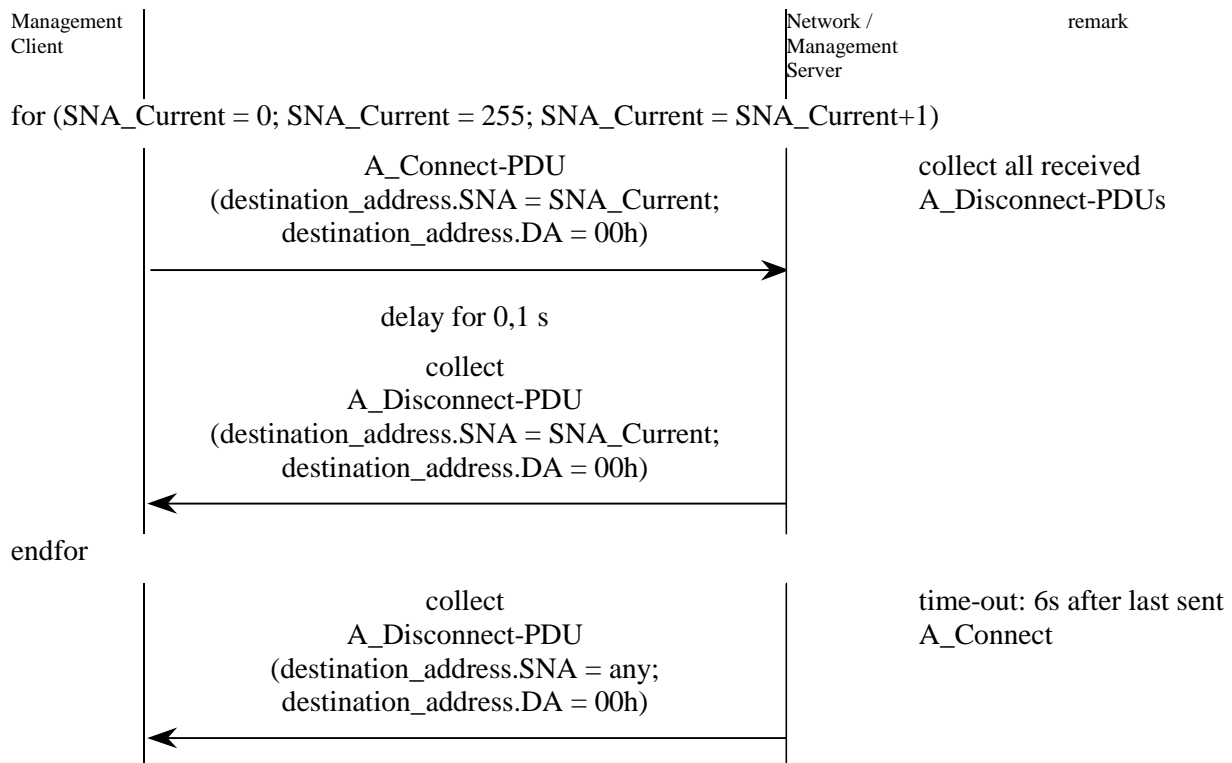 Management
Client
Network /
Management
Server
remark
for (SNA_Current = 0; SNA_Current = 255; SNA_Current = SNA_Current+1)
A_Connect-PDU
(destination_address.SNA = SNA_Current;
destination_address.DA = 00h)
collect all received
A_Disconnect-PDUs
delay for 0,1 s
collect
A_Disconnect-PDU
(destination_address.SNA = SNA_Current;
destination_address.DA = 00h)
endfor
collect
A_Disconnect-PDU
(destination_address.SNA = any;
destination_address.DA = 00h)
time-out: 6s after last sent
A_Connect